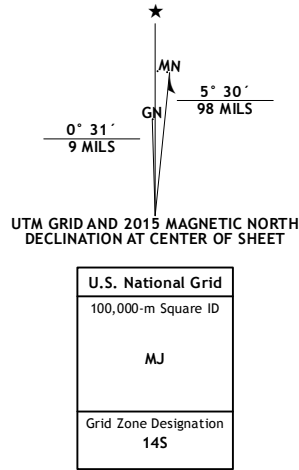 MN
GN
5° 30´
98 MILS
0° 31´
9 MILS
UTM GRID AND 2015 MAGNETIC NORTH
DECLINATION AT CENTER OF SHEET
U.S. National Grid
100,000-m Square ID
MJ
Grid Zone Designation
14S